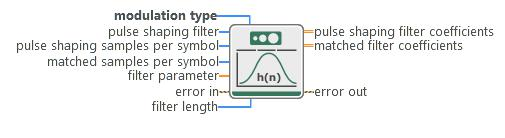 modulation type
pulse shaping filter
pulse shaping samples per symbol
matched samples per symbol
filter parameter
error in
filter length
h(n)
pulse shaping filter coefficients
matched filter coefficients
error out